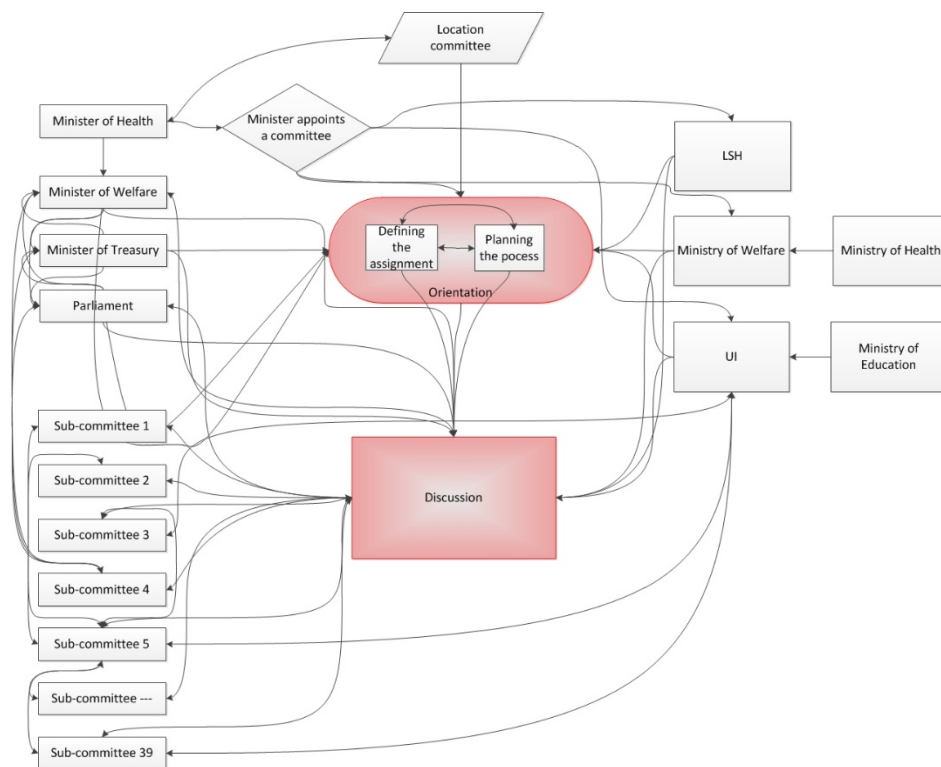 Location
committee
Minister of Health
Minister appoints
a committee
LSH
Minister of Welfare
Minister of Treasury
Defining
the
assignment
Planning
the pocess
Ministry of Welfare
Ministry of Health
Orientation
Parliament
UI
Ministry of
Education
Sub-committee 1
Sub-committee 2
Discussion
Sub-committee 3
Sub-committee 4
Sub-committee 5
Sub-committee ---
Sub-committee 39